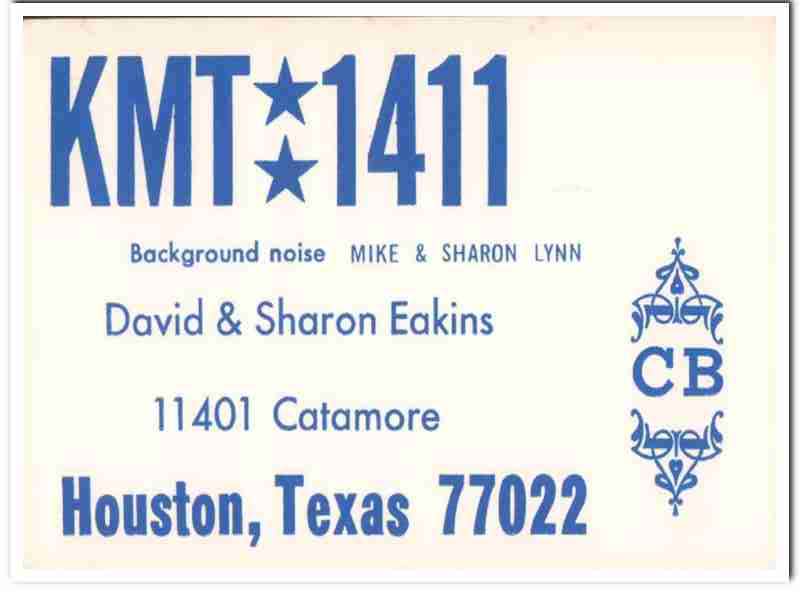 KMT 1411
Background noise MIKE & SHARON LYNN
David & Sharon Eakins
11401 Catamore
CB
Houston, Texas 77022